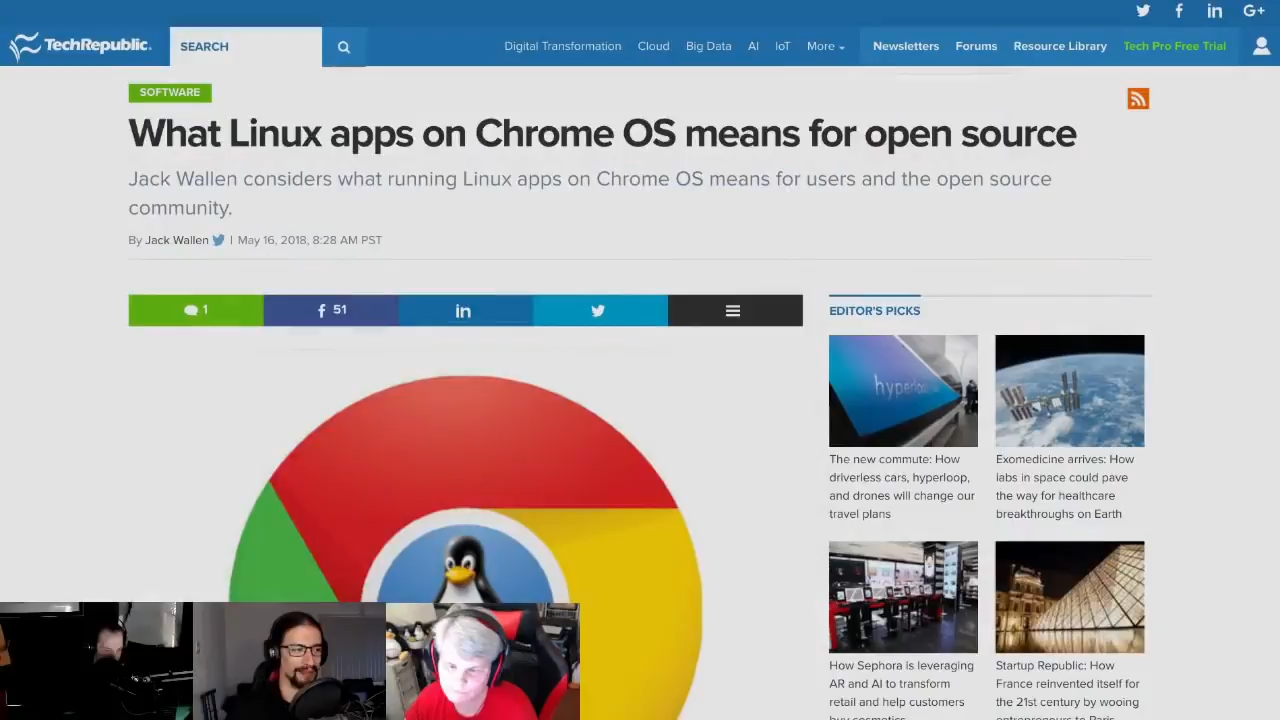 TechRepublic.
SEARCH
Digital Transformation Cloud Big Data AI IoT More
Newsletters Forums Resource Library Tech Pro Free Trial
SOFTWARE
What Linux apps on Chrome OS means for open source
Jack Wallen considers what running Linux apps on Chrome OS means for users and the open source
community.
By Jack Wallen | May 16, 2018, 8:28 AM PST
1
51
EDITOR'S PICKS
hyperloo
The new commute: How
driverless cars, hyperloop,
and drones will change our
travel plans
Exomedicine arrives: How
labs in space could pave
the way for healthcare
breakthroughs on Earth
How Sephora is leveraging
AR and AI to transform
retail and help customers
buy cosmetics
Startup Republic: How
France reinvented itself for
the 21st century by wooing
entrepreneurs to Paris